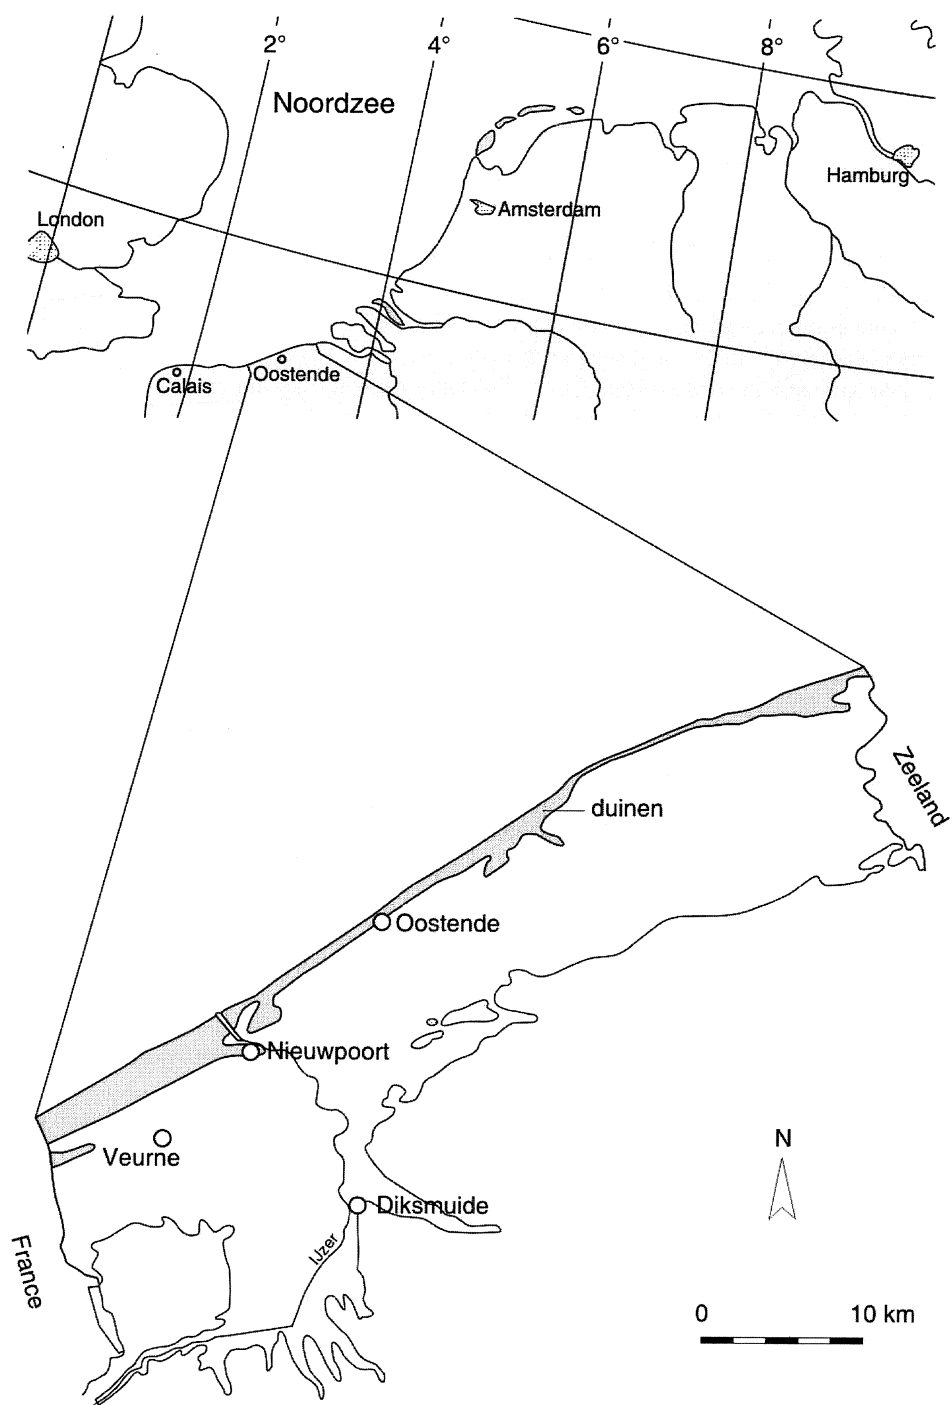 2° 4° 6° 8°
Noordzee
Hamburg
London
Amsterdam
Calais
Oostende
Zeeland
duinen
Oostende
Nieuwpoort
Veurne
N
Diksmuide
IJzer
France
0 10 km